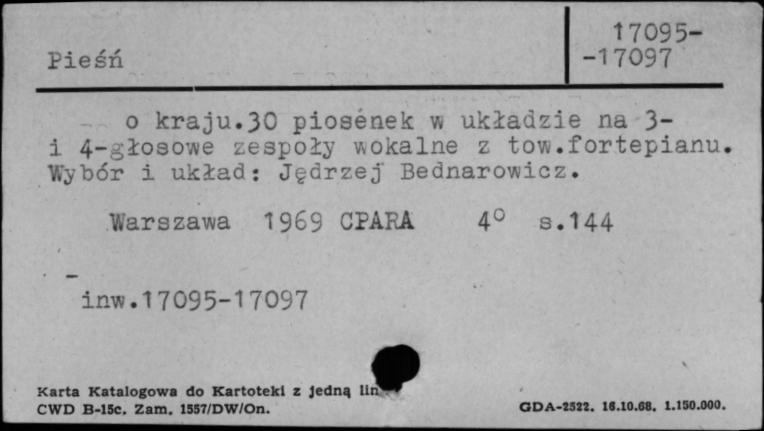 17095-
Pieśń -17097
o kraju.30 piosenek w układzie na 3-
i 4-głosowe zespoły wokalne z tow.fortepianu.
Wybór i układ: Jędrzej Bednarowicz.
Warszawa 1969 CPARA 4° s.144
inw.17095-17097
Karta Katalogowa do Kartoteki z jedną
CWD B-15c. Zam. 1557/DW/On. GDA-2522. 16.10.68. 1.150.000.